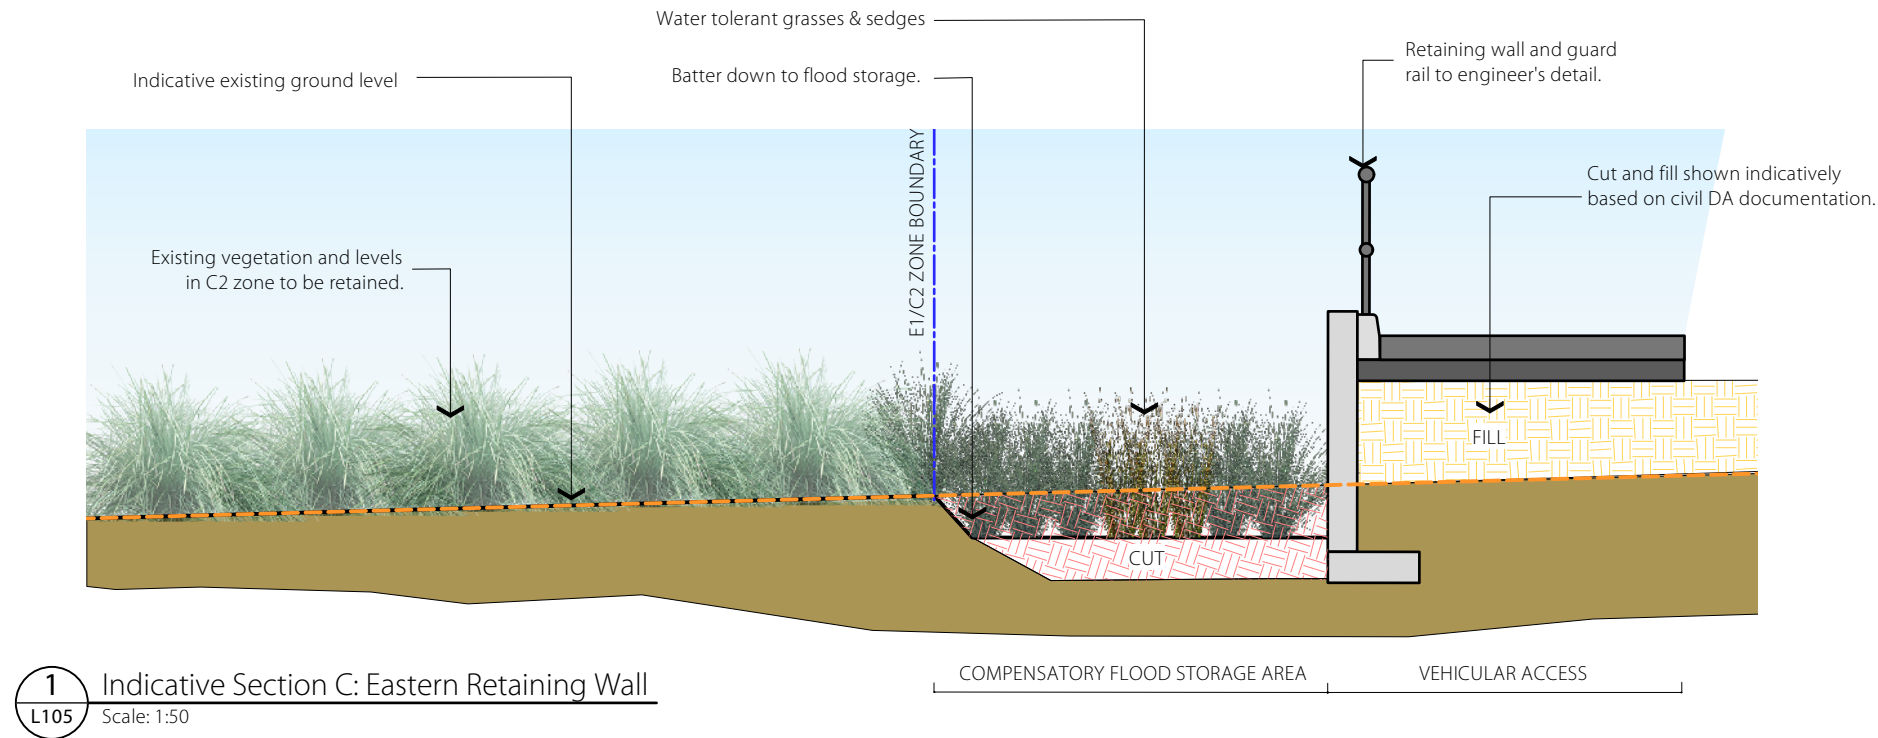 Water tolerant grasses & sedges
Batter down to flood storage.
Indicative existing ground level
Retaining wall and guard
rail to engineer's detail.
Cut and fill shown indicatively
based on civil DA documentation.
E1/C2 ZONE BOUNDARY
Existing vegetation and levels
in C2 zone to be retained.
FILL
CUT
COMPENSATORY FLOOD STORAGE AREA
VEHICULAR ACCESS
1
L105
Indicative Section C: Eastern Retaining Wall
Scale: 1:50